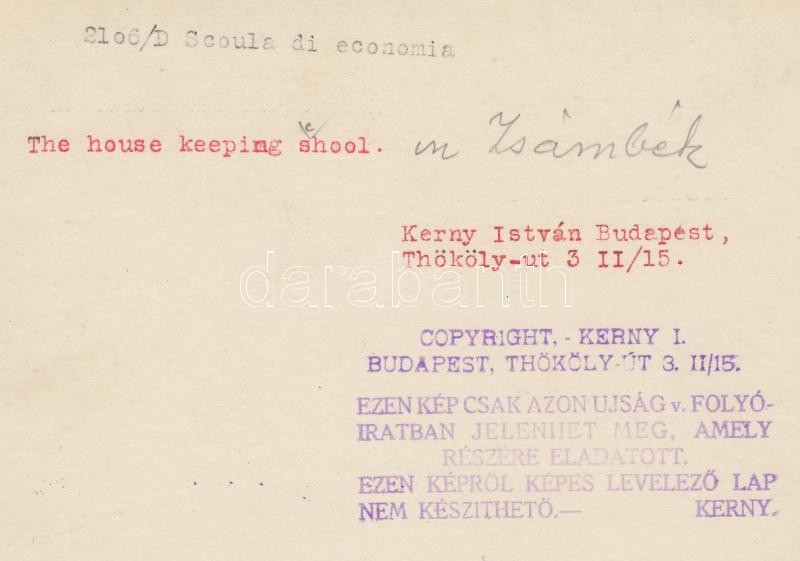 2106/D Scoula di economia
The house keeping shool. in Zsámbék
c
Kerny István Budapest,
Thököly-ut 3 II/15.
darabanth
COPYRIGHT, - KERNY I.
BUDAPEST, THÖKÖLY-ÚT 3. II/15.
EZEN KÉP CSAK AZON UJSÁG v. FOLYÓ-
IRATBAN JELENHET MEG, AMELY
RÉSZÉRE ELADATOTT.
EZEN KÉPRŐL KÉPES LEVELEZŐ LAP
NEM KÉSZITHETŐ.— KERNY.